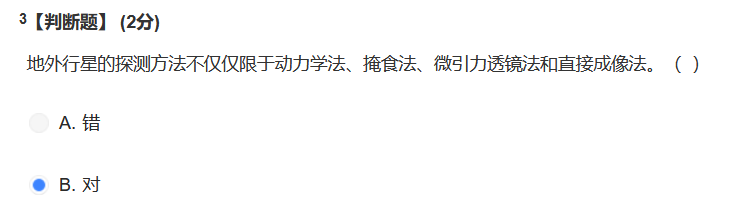 3【判断题】 (2分)
地外行星的探测方法不仅仅限于动力学法、掩食法、微引力透镜法和直接成像法。（ ）
A. 错
B. 对